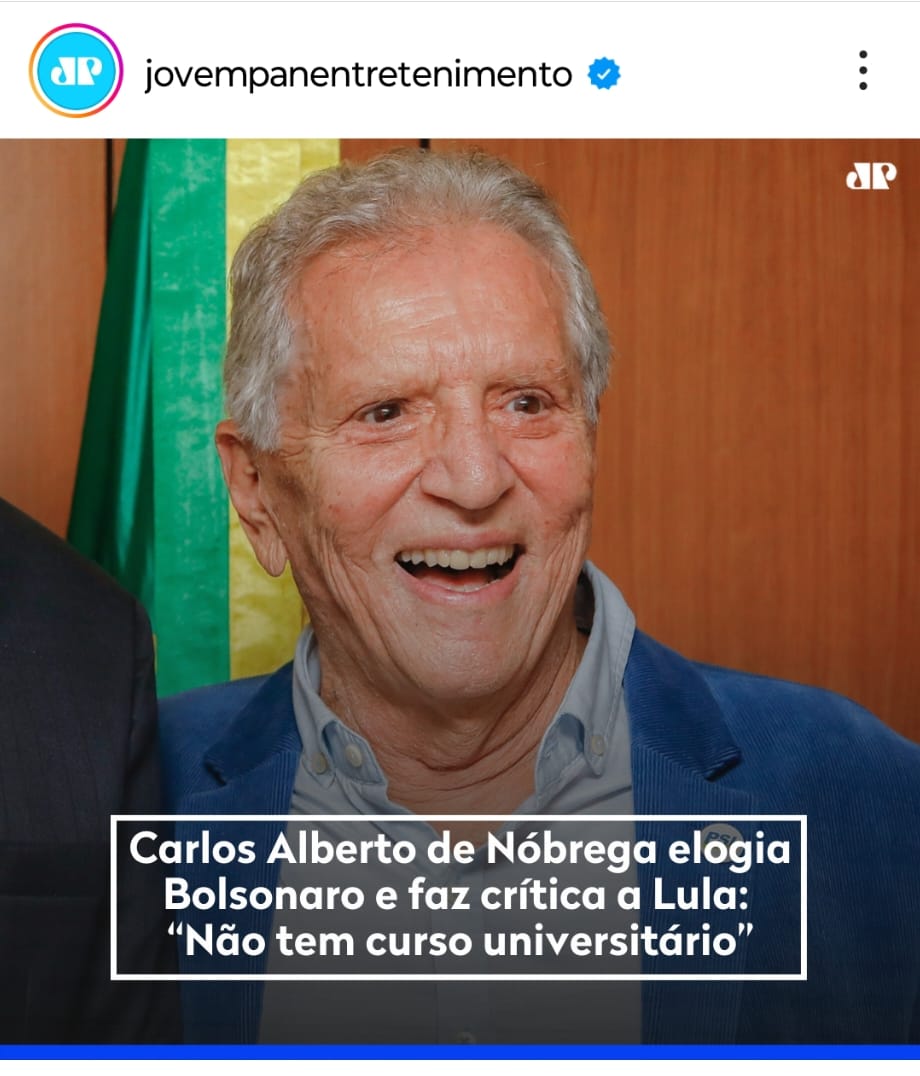 JP
jovempanentretenimento
JP
Carlos Alberto de Nóbrega elogia
Bolsonaro e faz crítica a Lula:
“Não tem curso universitário”